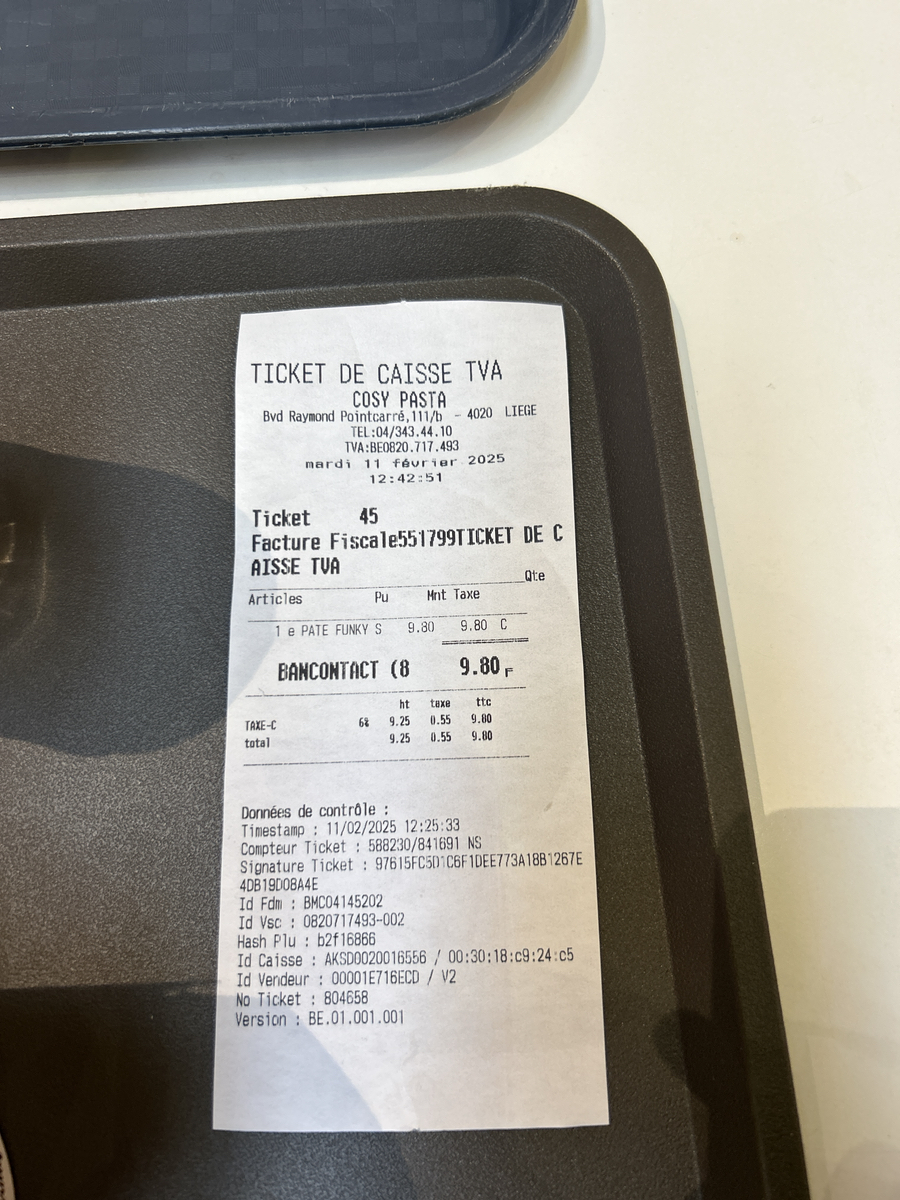 TICKET DE CAISSE TVA
COSY PASTA
Bvd Raymond Pointcarré,111/b - 4020 LIEGE
TEL:04/343.44.10
TVA:BE0820.717.493
mardi 11 février 2025
12:42:51
Ticket 45
Facture Fiscale551799TICKET DE C
AISSE TVA
Qte
Articles Pu Mnt Taxe
1 e PATE FUNKY S 9.80 9.80 C
BANCONTACT (8 9.80 F
ht taxe ttc
TAXE-C 6% 9.25 0.55 9.80
total 9.25 0.55 9.80
Données de contrôle :
Timestamp : 11/02/2025 12:25:33
Compteur Ticket : 588230/841691 NS
Signature Ticket : 97615FC5D1C6F1DEE773A18B1267E
4DB19D08A4E
Id Fdm : BMC04145202
Id Vsc : 0820717493-002
Hash Plu : b2f16866
Id Caisse : AKSD0020016556 / 00:30:18:c9:24:c5
Id Vendeur : 00001E716ECD / V2
No Ticket : 804658
Version : BE.01.001.001